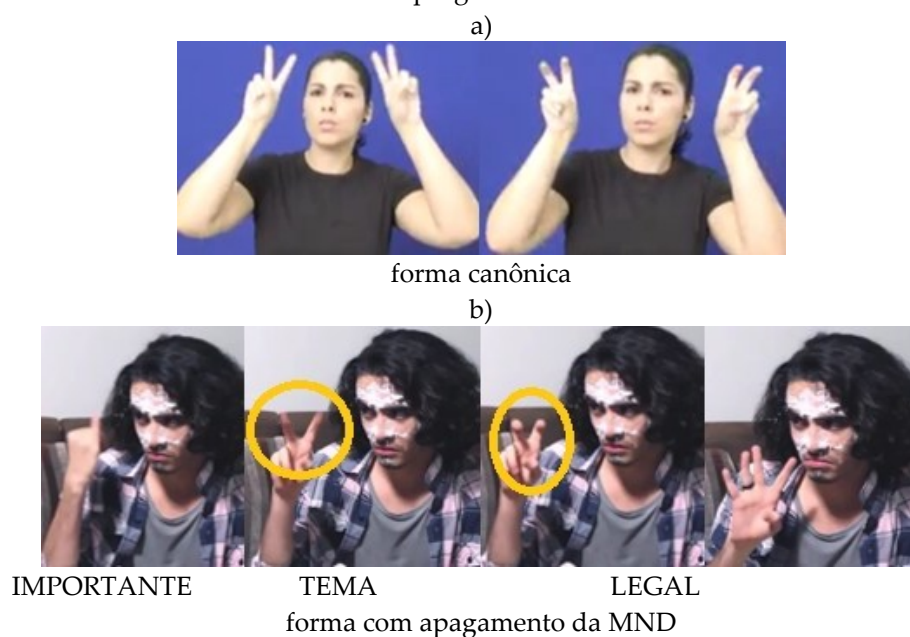 a)
forma canônica
b)
IMPORTANTE TEMA LEGAL
forma com apagamento da MND